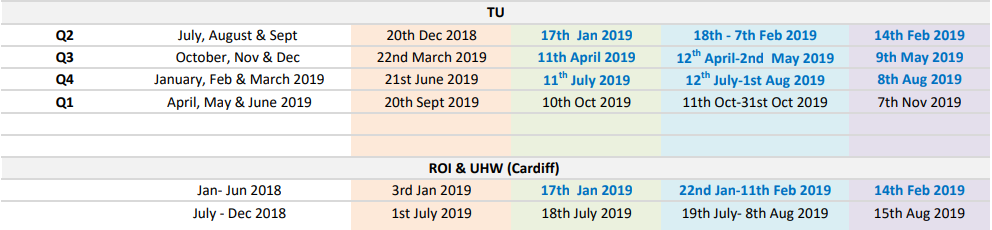 TU
Q2 July, August & Sept 20th Dec 2018 17th Jan 2019 18th - 7th Feb 2019 14th Feb 2019
Q3 October, Nov & Dec 22nd March 2019 11th April 2019 12th April-2nd May 2019 9th May 2019
Q4 January, Feb & March 2019 21st June 2019 11th July 2019 12th July-1st Aug 2019 8th Aug 2019
Q1 April, May & June 2019 20th Sept 2019 10th Oct 2019 11th Oct-31st Oct 2019 7th Nov 2019
ROI & UHW (Cardiff)
Jan- Jun 2018 3rd Jan 2019 17th Jan 2019 22nd Jan-11th Feb 2019 14th Feb 2019
July - Dec 2018 1st July 2019 18th July 2019 19th July- 8th Aug 2019 15th Aug 2019